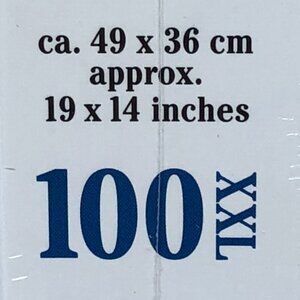 ca. 49 x 36 cm
approx.
19 x 14 inches
100 XXL